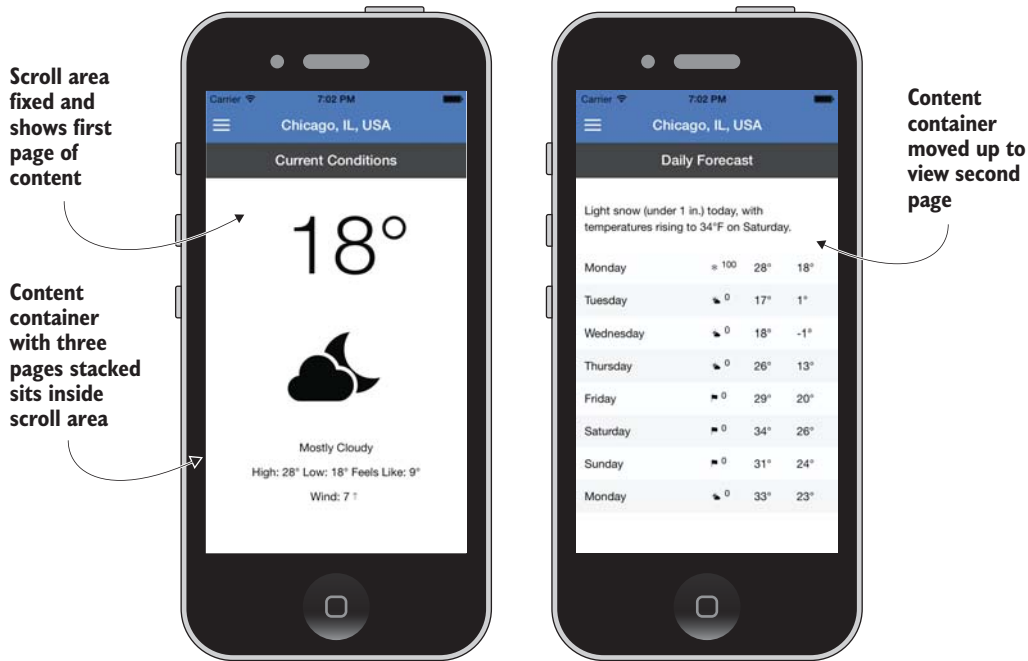 Scroll area
fixed and
shows first
page of
content
Content
container
with three
pages stacked
sits inside
scroll area
Carrier 7:02 PM
Chicago, IL, USA
Current Conditions
18°
Mostly Cloudy
High: 28° Low: 18° Feels Like: 9°
Wind: 7 ↑
Carrier 7:02 PM
Chicago, IL, USA
Daily Forecast
Light snow (under 1 in.) today, with
temperatures rising to 34°F on Saturday.
Monday 100 28° 18°
Tuesday 0 17° 1°
Wednesday 0 18° -1°
Thursday 0 26° 13°
Friday 0 29° 20°
Saturday 0 34° 26°
Sunday 0 31° 24°
Monday 0 33° 23°
Content
container
moved up to
view second
page